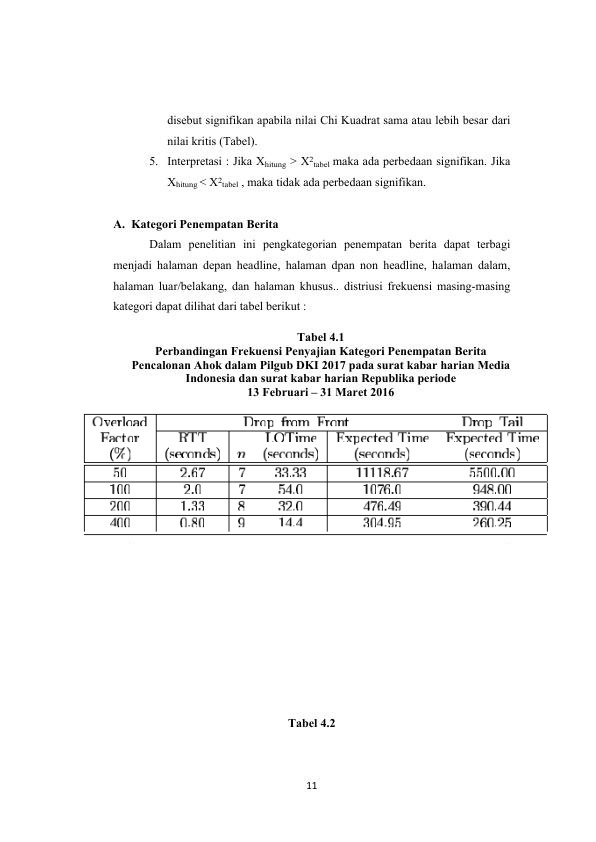 disebut signifikan apabila nilai Chi Kuadrat sama atau lebih besar dari
nilai kritis (Tabel).
5. Interpretasi : Jika Xhitung > X²tabel maka ada perbedaan signifikan. Jika
Xhitung < X²tabel , maka tidak ada perbedaan signifikan.
A. Kategori Penempatan Berita
Dalam penelitian ini pengkategorian penempatan berita dapat terbagi
menjadi halaman depan headline, halaman dpan non headline, halaman dalam,
halaman luar/belakang, dan halaman khusus.. distriusi frekuensi masing-masing
kategori dapat dilihat dari tabel berikut :
Tabel 4.1
Perbandingan Frekuensi Penyajian Kategori Penempatan Berita
Pencalonan Ahok dalam Pilgub DKI 2017 pada surat kabar harian Media
Indonesia dan surat kabar harian Republika periode
13 Februari – 31 Maret 2016
Overload Drop from Front Drop Tail
Factor RTT LOTime Expected Time Expected Time
(%) (seconds) n (seconds) (seconds) (seconds)
50 2.67 7 33.33 11118.67 5500.00
100 2.0 7 54.0 1076.0 948.00
200 1.33 8 32.0 476.49 390.44
400 0.80 9 14.4 304.95 260.25
Tabel 4.2
11